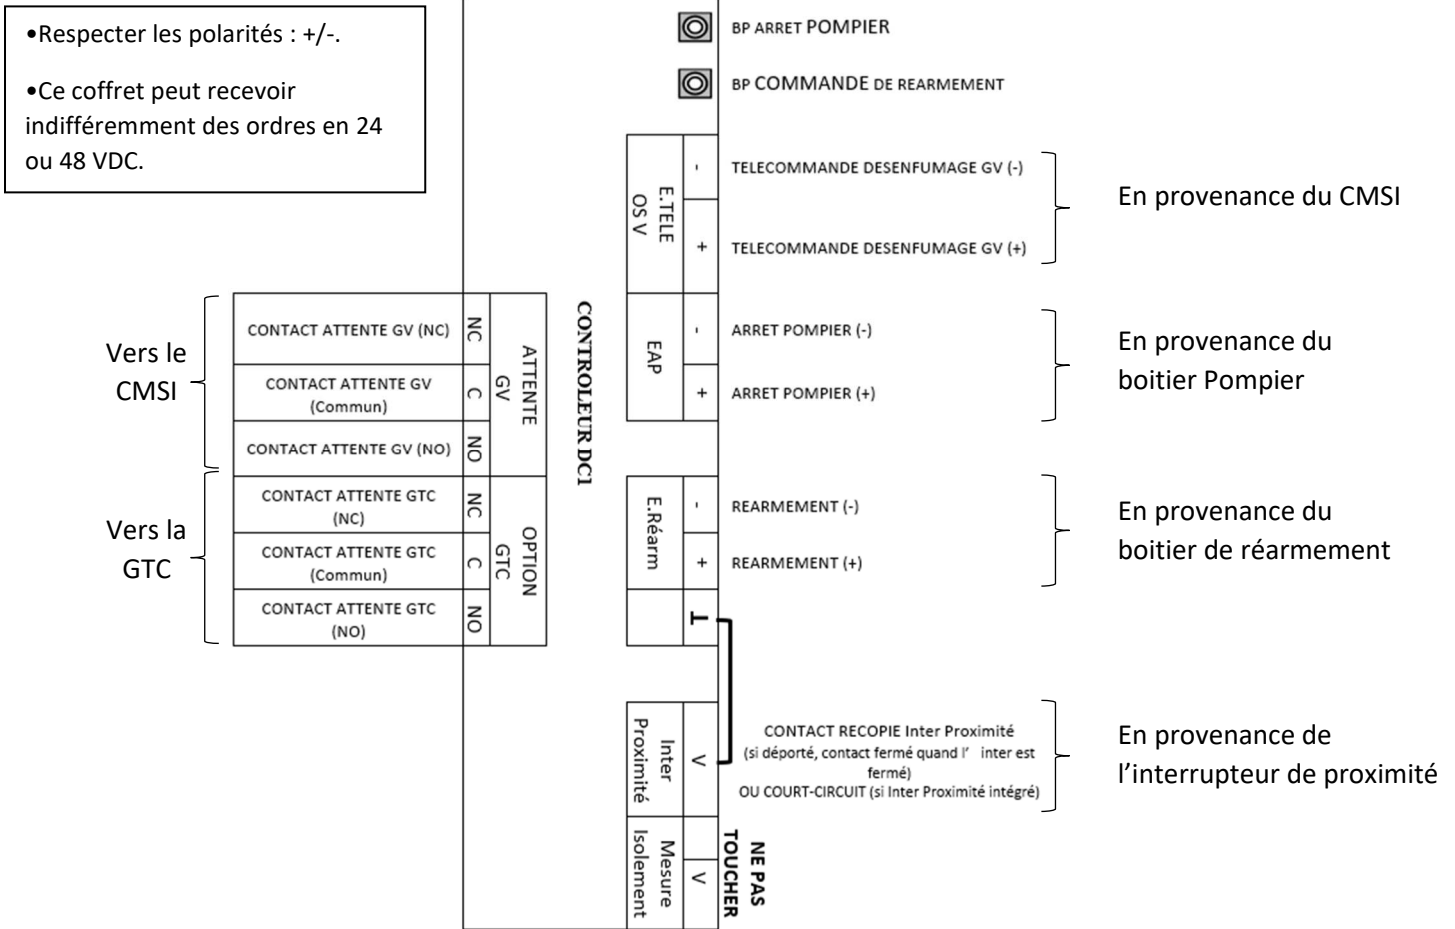 •Respecter les polarités : +/-.
•Ce coffret peut recevoir
indifféremment des ordres en 24
ou 48 VDC.
BP ARRET POMPIER
BP COMMANDE DE REARMEMENT
E.TELE
OS V
-
TELECOMMANDE DESENFUMAGE GV (-)
+
TELECOMMANDE DESENFUMAGE GV (+)
En provenance du CMSI
EAP
-
ARRET POMPIER (-)
+
ARRET POMPIER (+)
En provenance du
boitier Pompier
CONTROLEUR DC1
Vers le
CMSI
CONTACT ATTENTE GV (NC)
NC
CONTACT ATTENTE GV
(Commun)
C
CONTACT ATTENTE GV (NO)
NO
ATTENTE
GV
Vers la
GTC
CONTACT ATTENTE GTC
(NC)
NC
CONTACT ATTENTE GTC
(Commun)
C
CONTACT ATTENTE GTC
(NO)
NO
OPTION
GTC
E.Réarm
-
REARMEMENT (-)
+
REARMEMENT (+)
En provenance du
boitier de réarmement
T
Inter
Proximité
V
CONTACT RECOPIE Inter Proximité
(si déporté, contact fermé quand l' inter est
fermé)
OU COURT-CIRCUIT (si Inter Proximité intégré)
En provenance de
l’interrupteur de proximité
Mesure
Isolement
V
NE PAS
TOUCHER